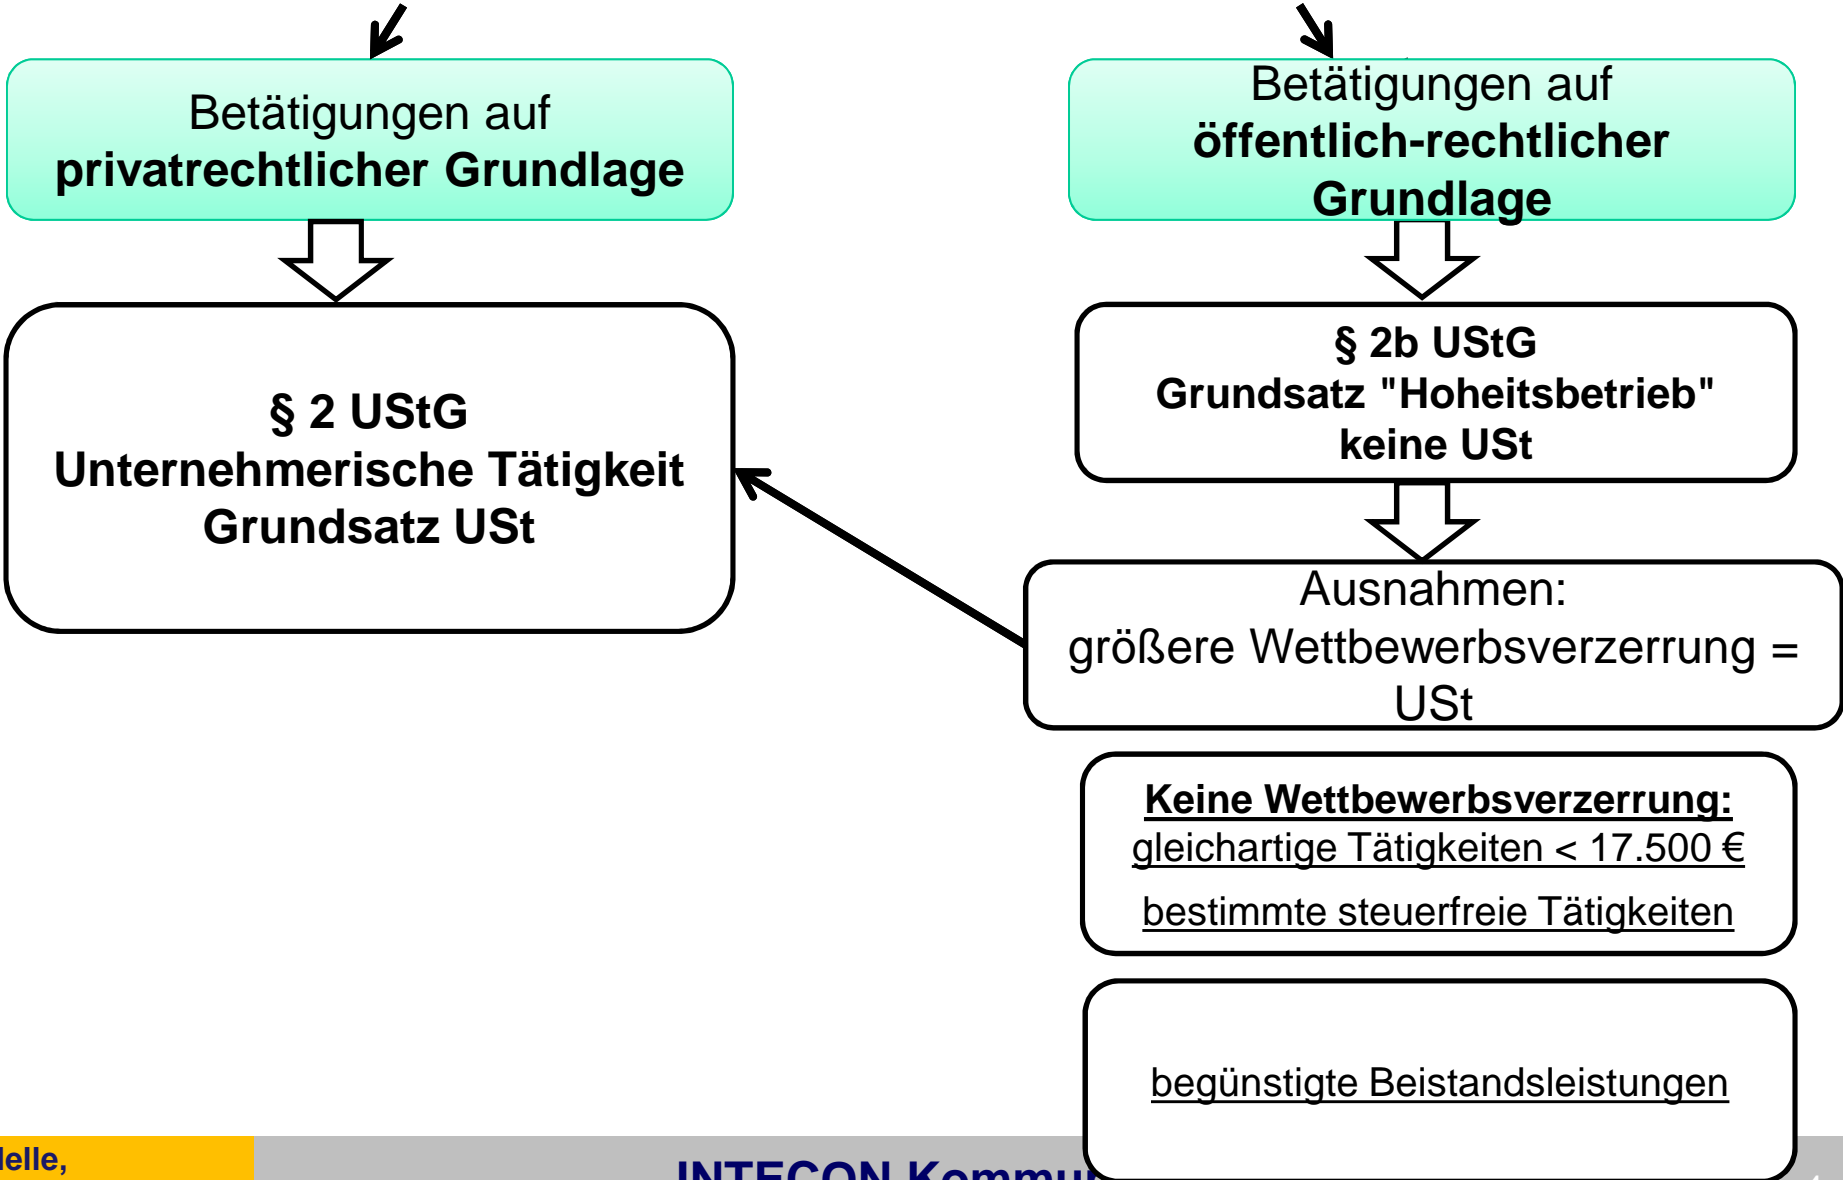 Betätigungen auf
privatrechtlicher Grundlage
§ 2 UStG
Unternehmerische Tätigkeit
Grundsatz USt
Betätigungen auf
öffentlich-rechtlicher
Grundlage
§ 2b UStG
Grundsatz "Hoheitsbetrieb"
keine USt
Ausnahmen:
größere Wettbewerbsverzerrung =
USt
Keine Wettbewerbsverzerrung:
gleichartige Tätigkeiten < 17.500 €
bestimmte steuerfreie Tätigkeiten
begünstigte Beistandsleistungen
INTECON